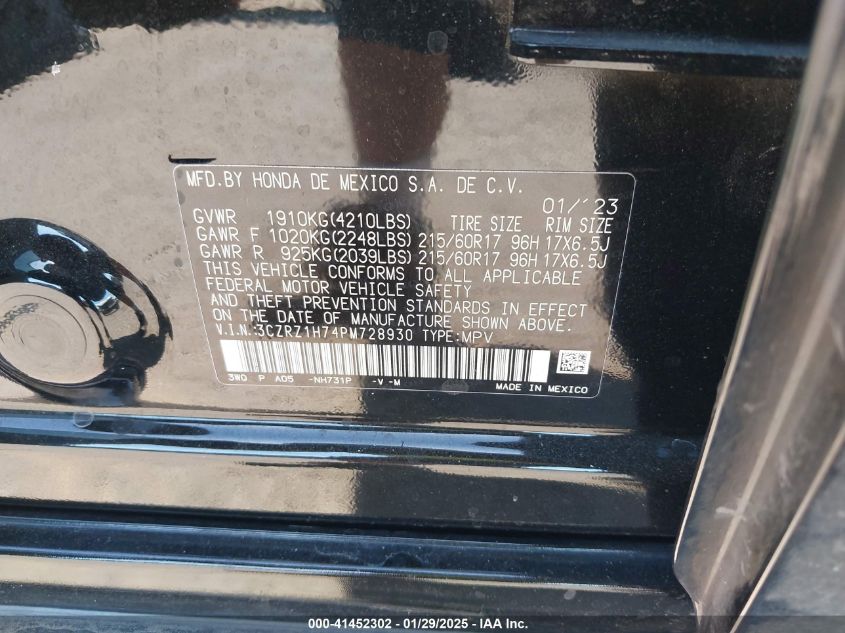 MFD.BY HONDA DE MEXICO S.A. DE C.V.
01/'23
GVWR 1910KG(4210LBS) TIRE SIZE RIM SIZE
GAWR F 1020KG(2248LBS) 215/60R17 96H 17X6.5J
GAWR R 925KG(2039LBS) 215/60R17 96H 17X6.5J
THIS VEHICLE CONFORMS TO ALL APPLICABLE
FEDERAL MOTOR VEHICLE SAFETY
AND THEFT PREVENTION STANDARDS IN EFFECT
ON THE DATE OF MANUFACTURE SHOWN ABOVE.
V.I.N.:3CZRZ1H74PM728930 TYPE:MPV
3W0 P A05 -NH731P -V -M MADE IN MEXICO
000-41452302 / 01/29/2025 - IAA Inc.